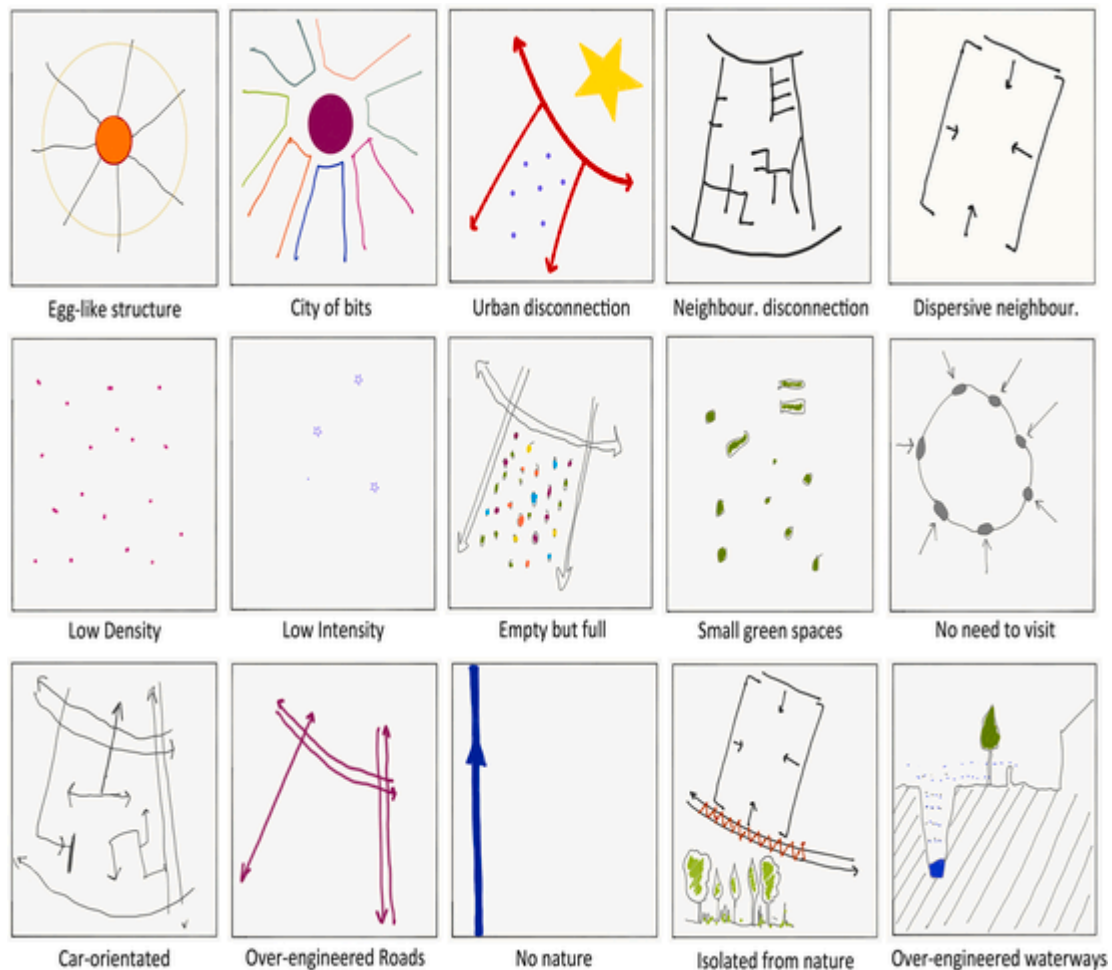 Egg-like structure
City of bits
Urban disconnection
Neighbour. disconnection
Dispersive neighbour.
Low Density
Low Intensity
Empty but full
Small green spaces
No need to visit
Car-orientated
Over-engineered Roads
No nature
Isolated from nature
Over-engineered waterways